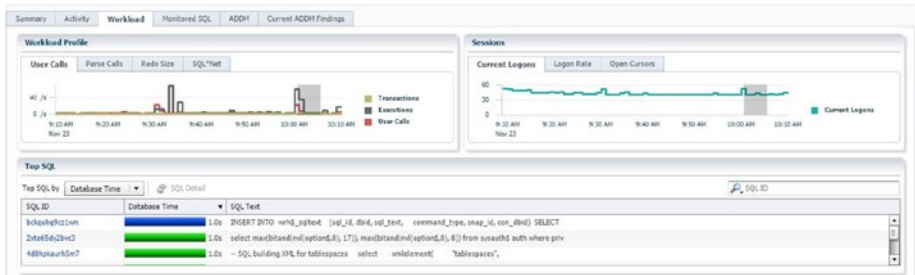 Summary Activity Workload Monitored SQL ADDM Current ADDM Findings
Workload Profile
User Calls Parse Calls Redo Size SQL*Net
40 /s
0 /s
9:10 AM 9:20 AM 9:30 AM 9:40 AM 9:50 AM 10:00 AM 10:10 AM
Nov 23
Transactions
Executions
User Calls
Sessions
Current Logons Logon Rate Open Cursors
60
30
0
9:10 AM 9:20 AM 9:30 AM 9:40 AM 9:50 AM 10:00 AM 10:10 AM
Nov 23
Current Logons
Top SQL
Top SQL by Database Time SQL Detail SQL ID
SQL ID Database Time SQL Text
1.0s INSERT INTO wrh$_sqltext (sql_id, dbid, sql_text, command_type, snap_id, con_dbid) SELECT
1.0s select max(bitand(nvl(option$,0), 17)), max(bitand(nvl(option$,0), 8)) from sysauth$ auth where priv
1.0s -- SQL building XML for tablespaces select xmlelement( "tablespaces",